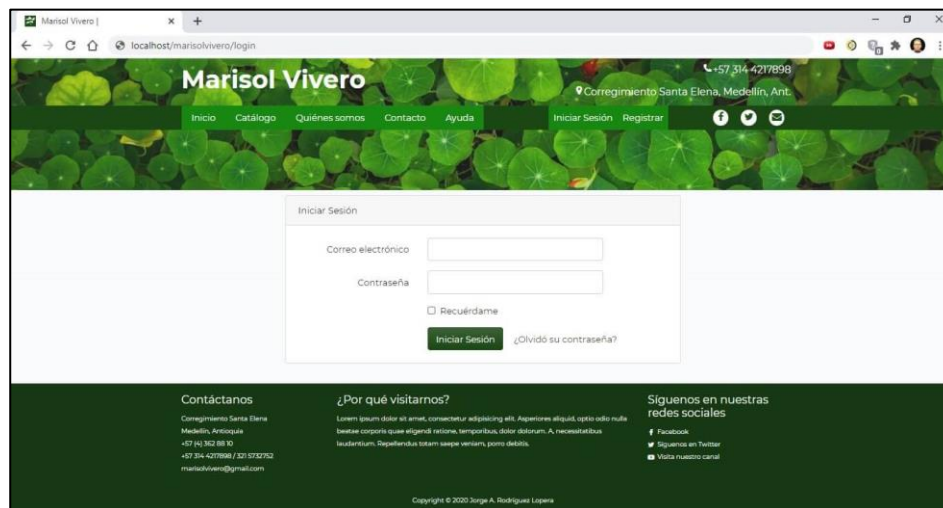 Marisol Vivero |
localhost/marisolvivero/login
Marisol Vivero
+57 314 4217898
Corregimiento Santa Elena, Medellín, Ant.
Inicio Catálogo Quiénes somos Contacto Ayuda Iniciar Sesión Registrar
Iniciar Sesión
Correo electrónico
Contraseña
Recuérdame
Iniciar Sesión ¿Olvidó su contraseña?
Contáctanos
Corregimiento Santa Elena
Medellín, Antioquia
+57 (4) 362 88 10
+57 314 4217898 / 321 5732752
marisolvivero@gmail.com
¿Por qué visitarnos?
Lorem ipsum dolor sit amet, consectetur adipisicing elit. Asperiores aliquid, optio odio nulla
beatae corporis quae eligendi ratione, temporibus, dolor dolorum. A, necessitatibus
laudantium. Repellendus totam saepe veniam, porro debitis.
Síguenos en nuestras
redes sociales
Facebook
Síguenos en Twitter
Visita nuestro canal
Copyright © 2020 Jorge A. Rodríguez Lopera